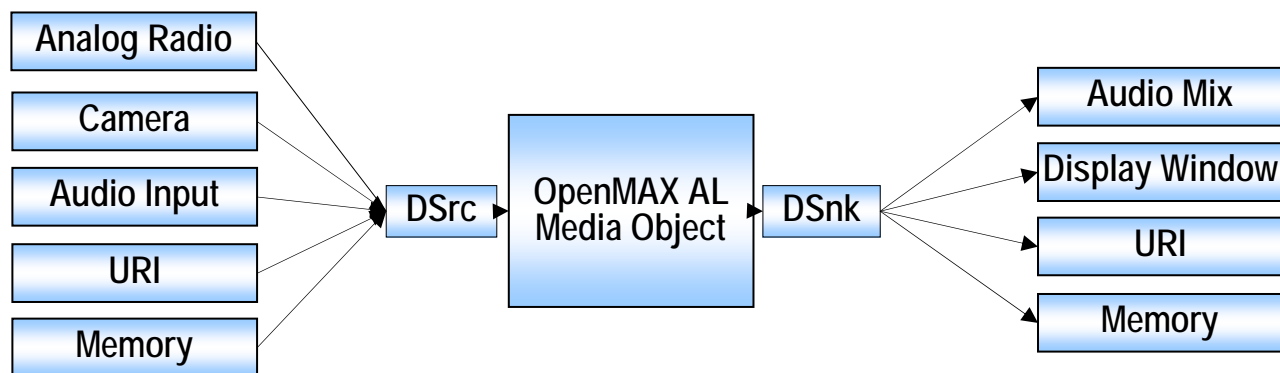 Analog Radio
Camera
Audio Input
URI
Memory
DSrc
OpenMAX AL
Media Object
DSnk
Audio Mix
Display Window
URI
Memory